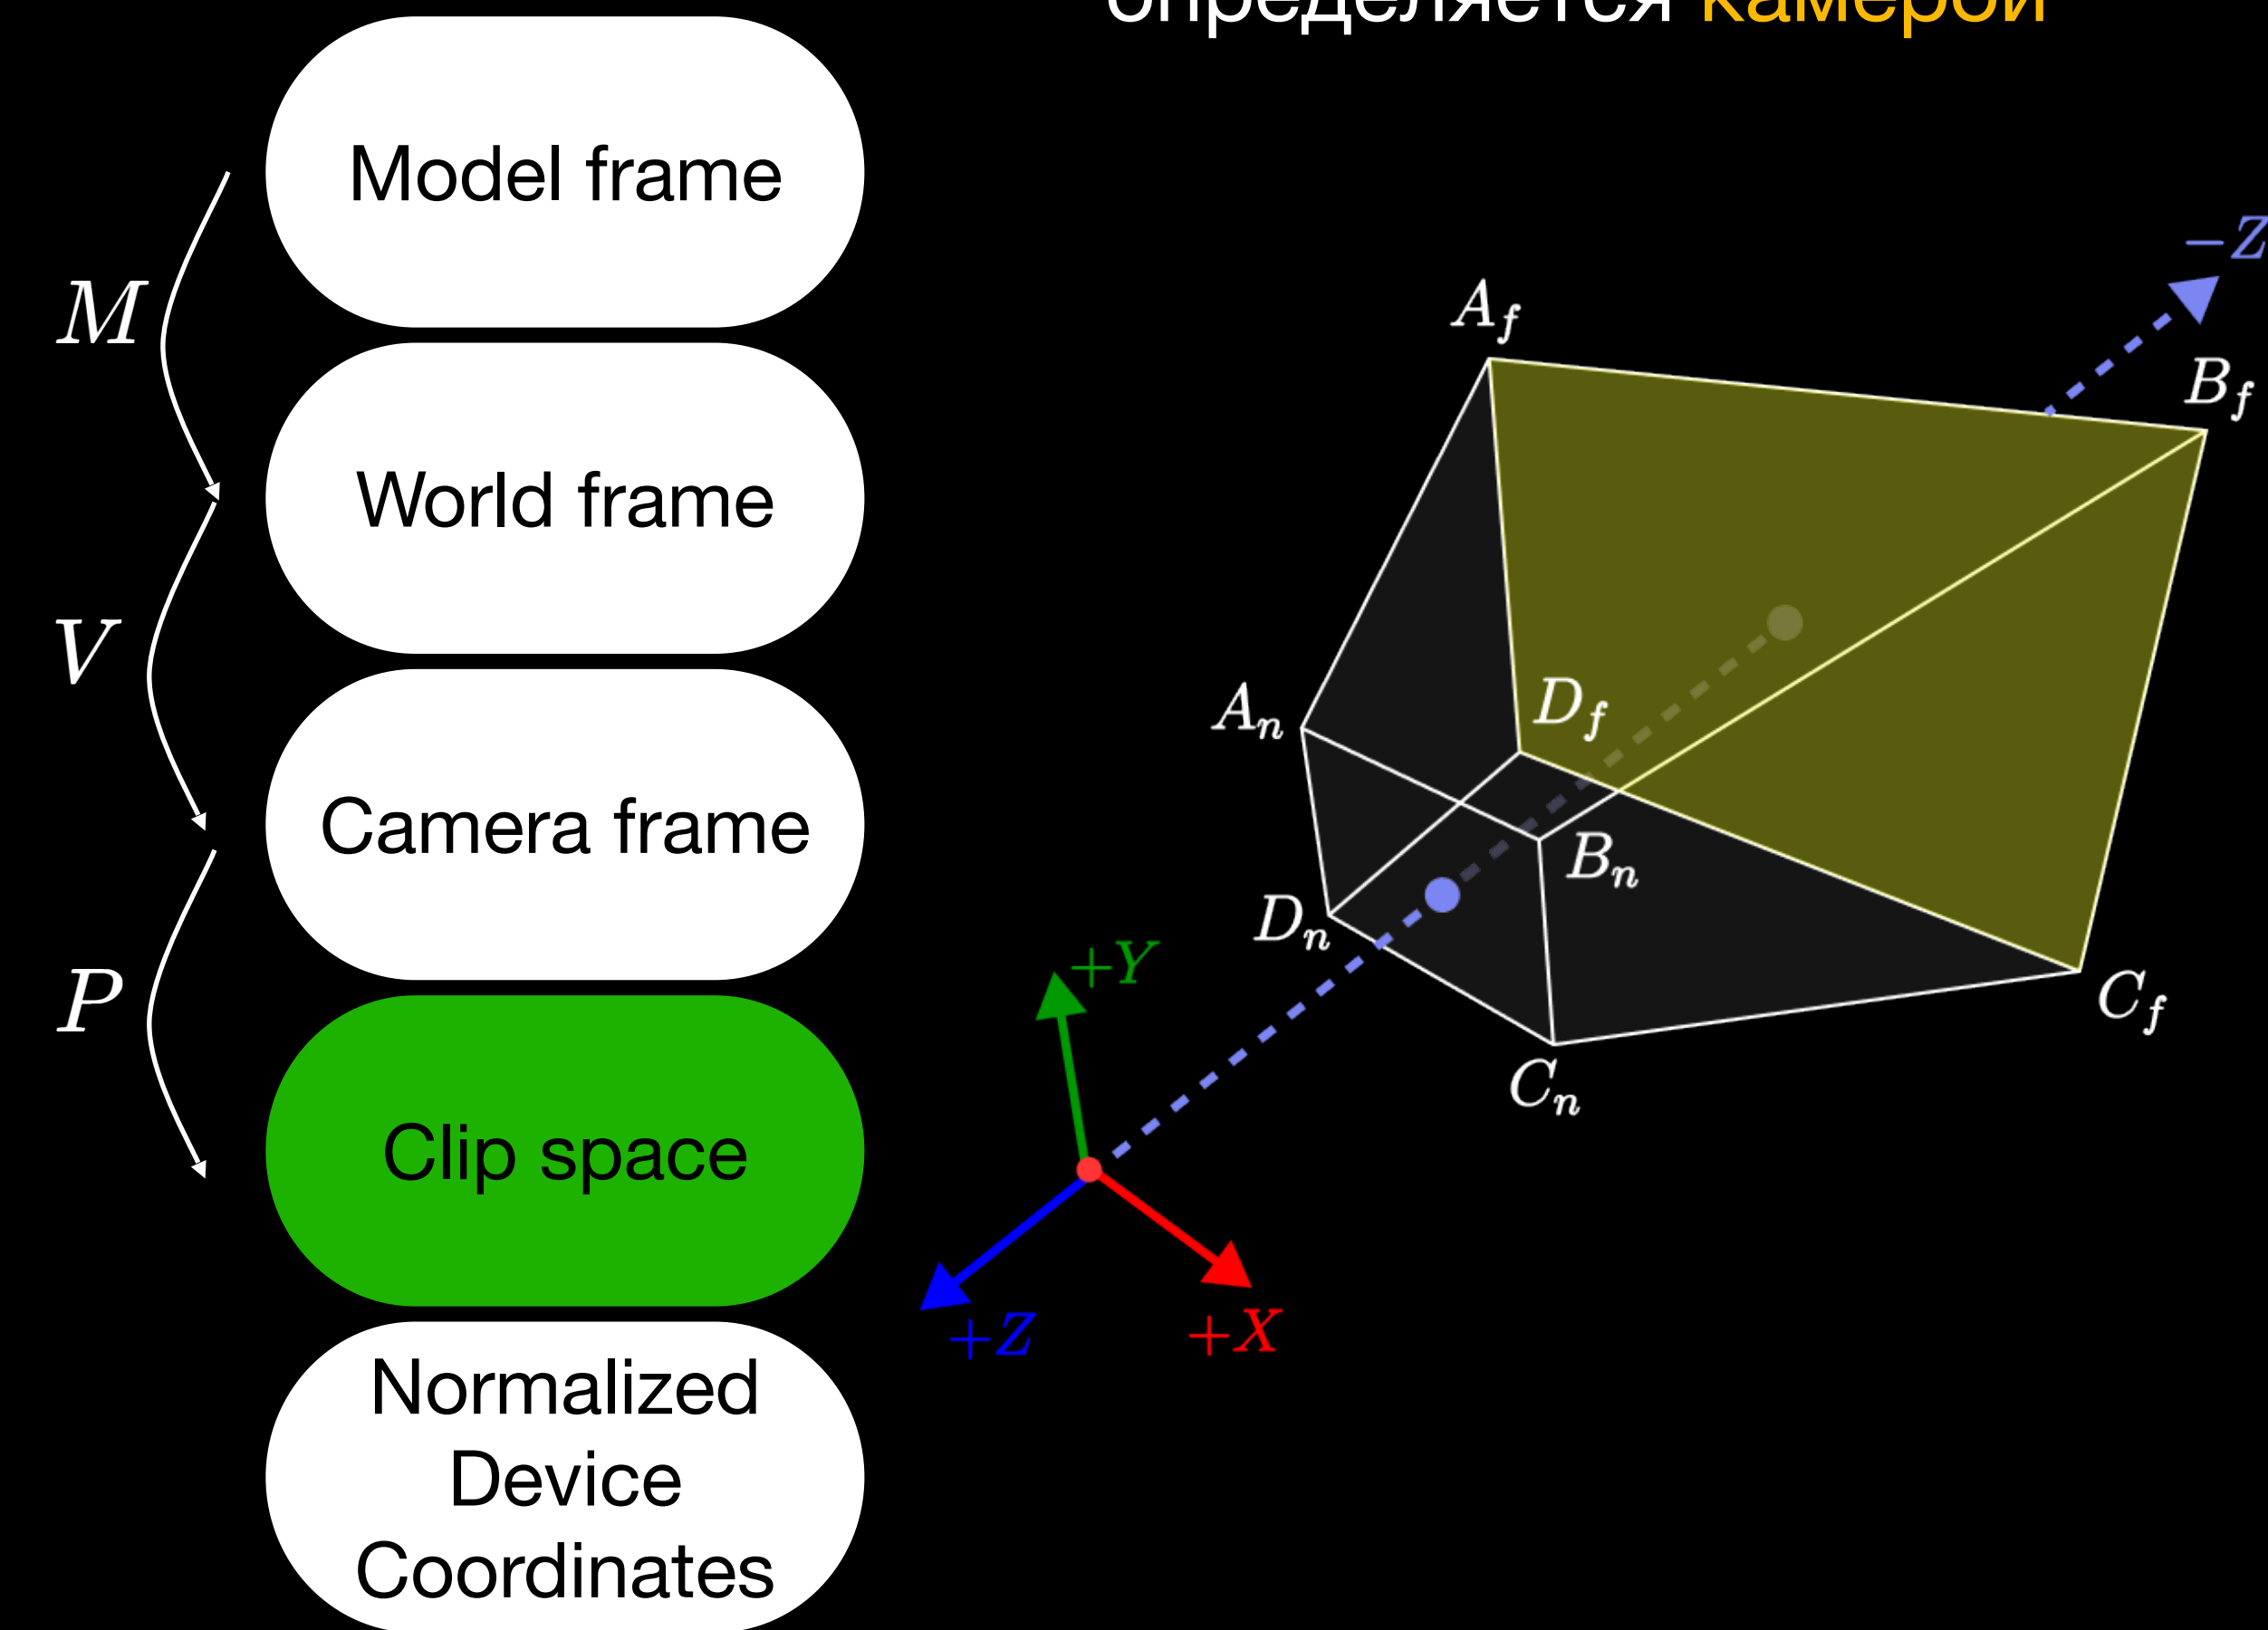 определяется камерой
Model frame
M
World frame
V
Camera frame
P
Clip space
Normalized
Device
Coordinates
−Z
A_f
B_f
A_n
D_f
B_n
D_n
C_f
C_n
+Y
+Z
+X